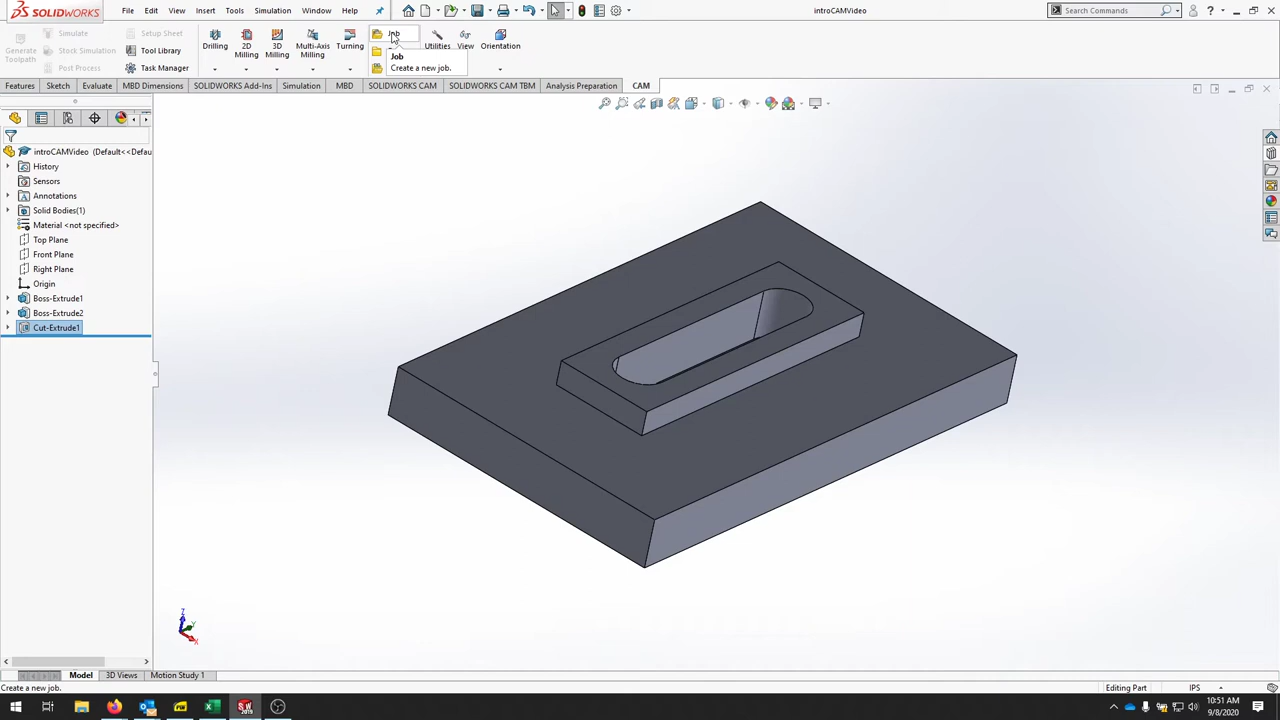 SOLIDWORKS
File
Edit
View
Insert
Tools
Simulation
Window
Help
introCAMVideo
Search Commands
Generate
Toolpath
Simulate
Stock Simulation
Post Process
Setup Sheet
Tool Library
Task Manager
Drilling
2D
Milling
3D
Milling
Multi-Axis
Milling
Turning
Job
Utilities
View
Orientation
Job
Create a new job.
Features
Sketch
Evaluate
MBD Dimensions
SOLIDWORKS Add-Ins
Simulation
MBD
SOLIDWORKS CAM
SOLIDWORKS CAM TBM
Analysis Preparation
CAM
introCAMVideo (Default<<Defau
History
Sensors
Annotations
Solid Bodies(1)
Material <not specified>
Top Plane
Front Plane
Right Plane
Origin
Boss-Extrude1
Boss-Extrude2
Cut-Extrude1
Z
Y
X
Model
3D Views
Motion Study 1
Create a new job.
Editing Part
IPS
10:51 AM
9/8/2020